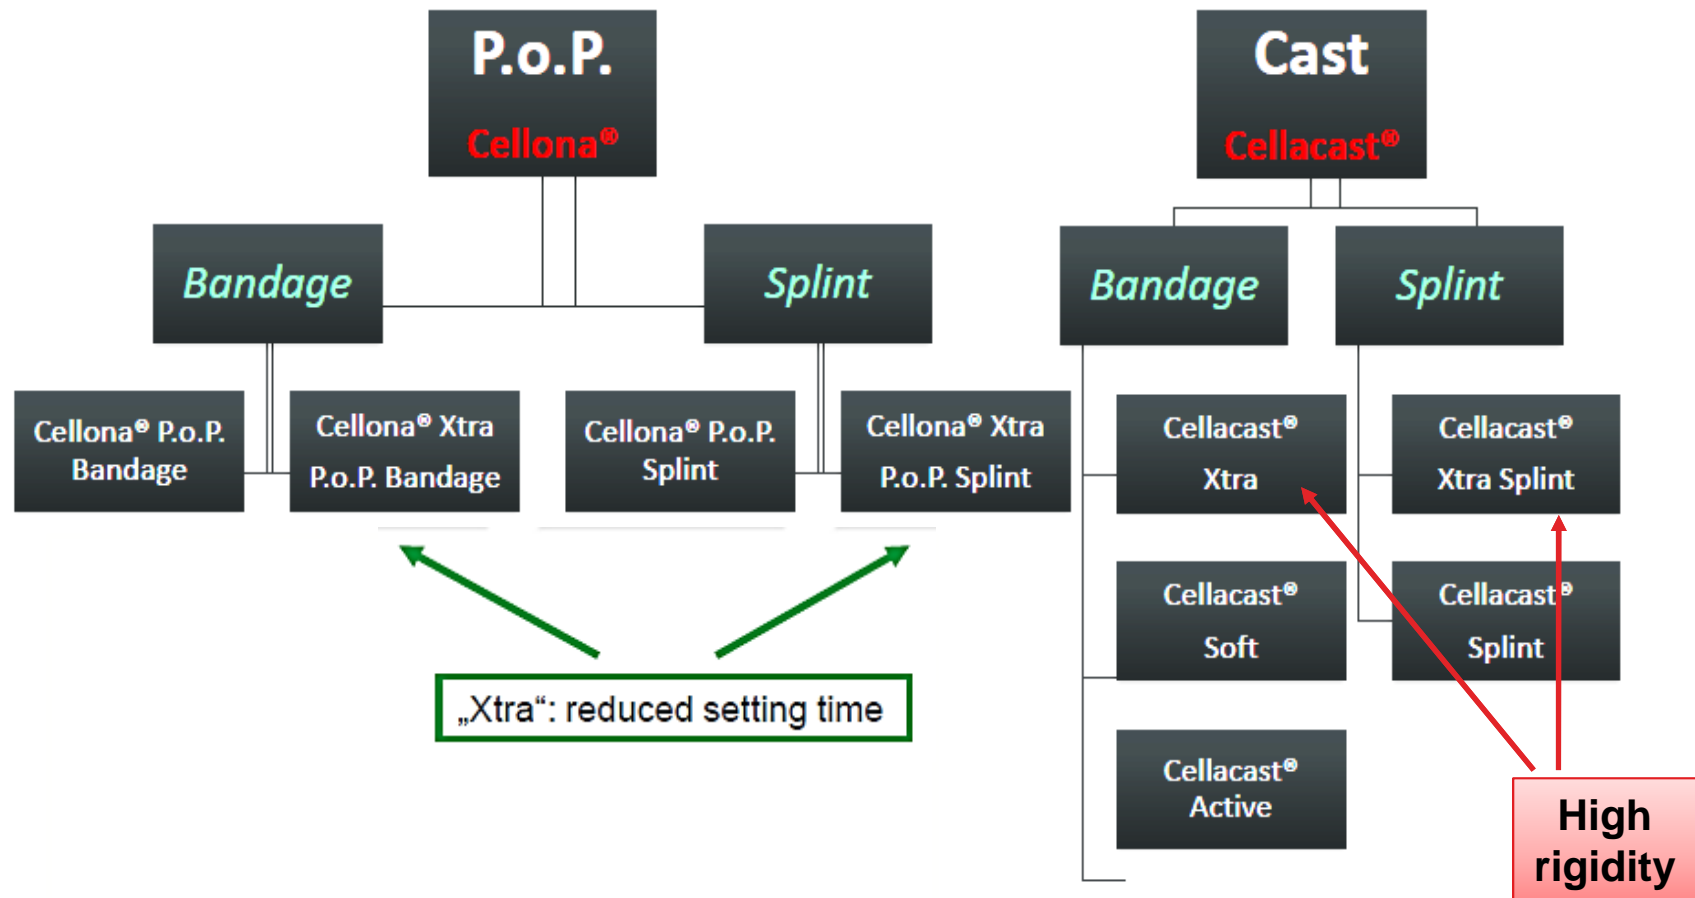 P.o.P.
Cellona®
Bandage
Splint
Cellona® P.o.P.
Bandage
Cellona® Xtra
P.o.P. Bandage
Cellona® P.o.P.
Splint
Cellona® Xtra
P.o.P. Splint
„Xtra“: reduced setting time
Cast
Cellacast®
Bandage
Splint
Cellacast®
Xtra
Cellacast®
Xtra Splint
Cellacast®
Soft
Cellacast®
Splint
Cellacast®
Active
High
rigidity